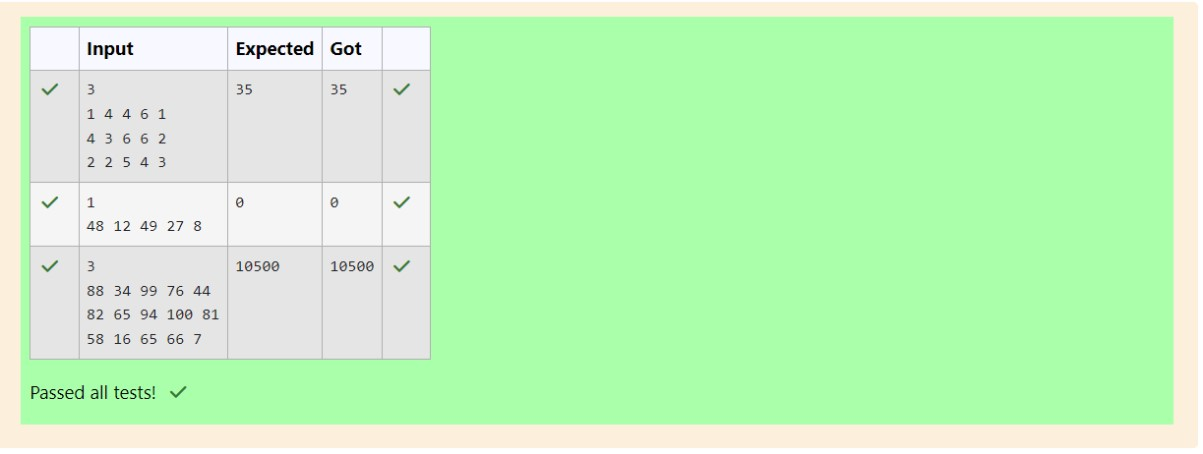 Input Expected Got
3 35 35
1 4 4 6 1
4 3 6 6 2
2 2 5 4 3
1 0 0
48 12 49 27 8
3 10500 10500
88 34 99 76 44
82 65 94 100 81
58 16 65 66 7
Passed all tests!